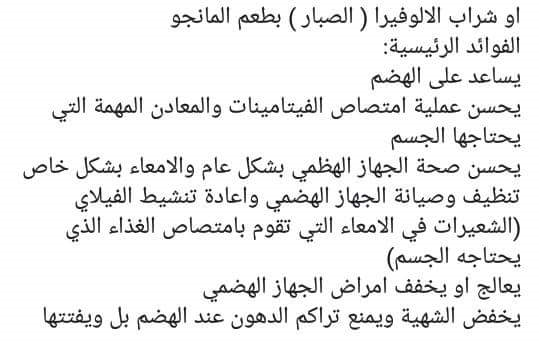 او شراب الالوفيرا ( الصبار ) بطعم المانجو
الفوائد الرئيسية:
يساعد على الهضم
يحسن عملية امتصاص الفيتامينات والمعادن المهمة التي
يحتاجها الجسم
يحسن صحة الجهاز الهظمي بشكل عام والامعاء بشكل خاص
تنظيف وصيانة الجهاز الهضمي واعادة تنشيط الفيلاي
(الشعيرات في الامعاء التي تقوم بامتصاص الغذاء الذي
يحتاجه الجسم)
يعالج او يخفف امراض الجهاز الهضمي
يخفض الشهية ويمنع تراكم الدهون عند الهضم بل ويفتتها